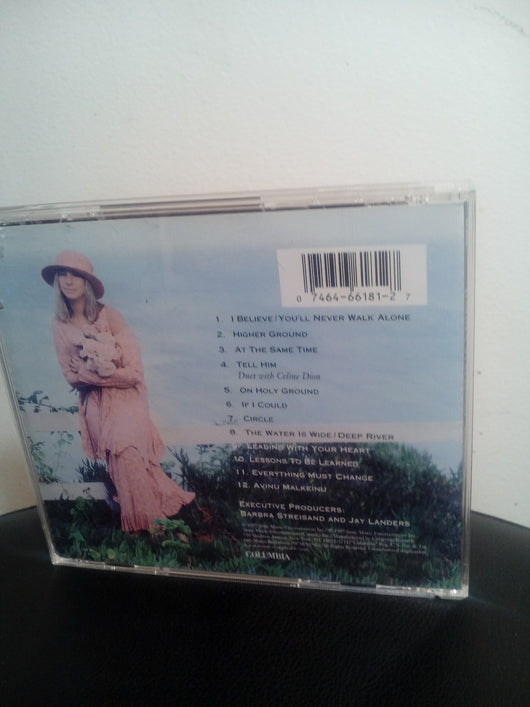 0 7464-66181-2 7
1. I BELIEVE/YOU'LL NEVER WALK ALONE
2. HIGHER GROUND
3. AT THE SAME TIME
4. TELL HIM
Duet with Celine Dion
5. ON HOLY GROUND
6. IF I COULD
7. CIRCLE
8. THE WATER IS WIDE/DEEP RIVER
9. LEADING WITH YOUR HEART
10. LESSONS TO BE LEARNED
11. EVERYTHING MUST CHANGE
12. AVINU MALKEINU
EXECUTIVE PRODUCERS:
BARBRA STREISAND AND JAY LANDERS
COLUMBIA